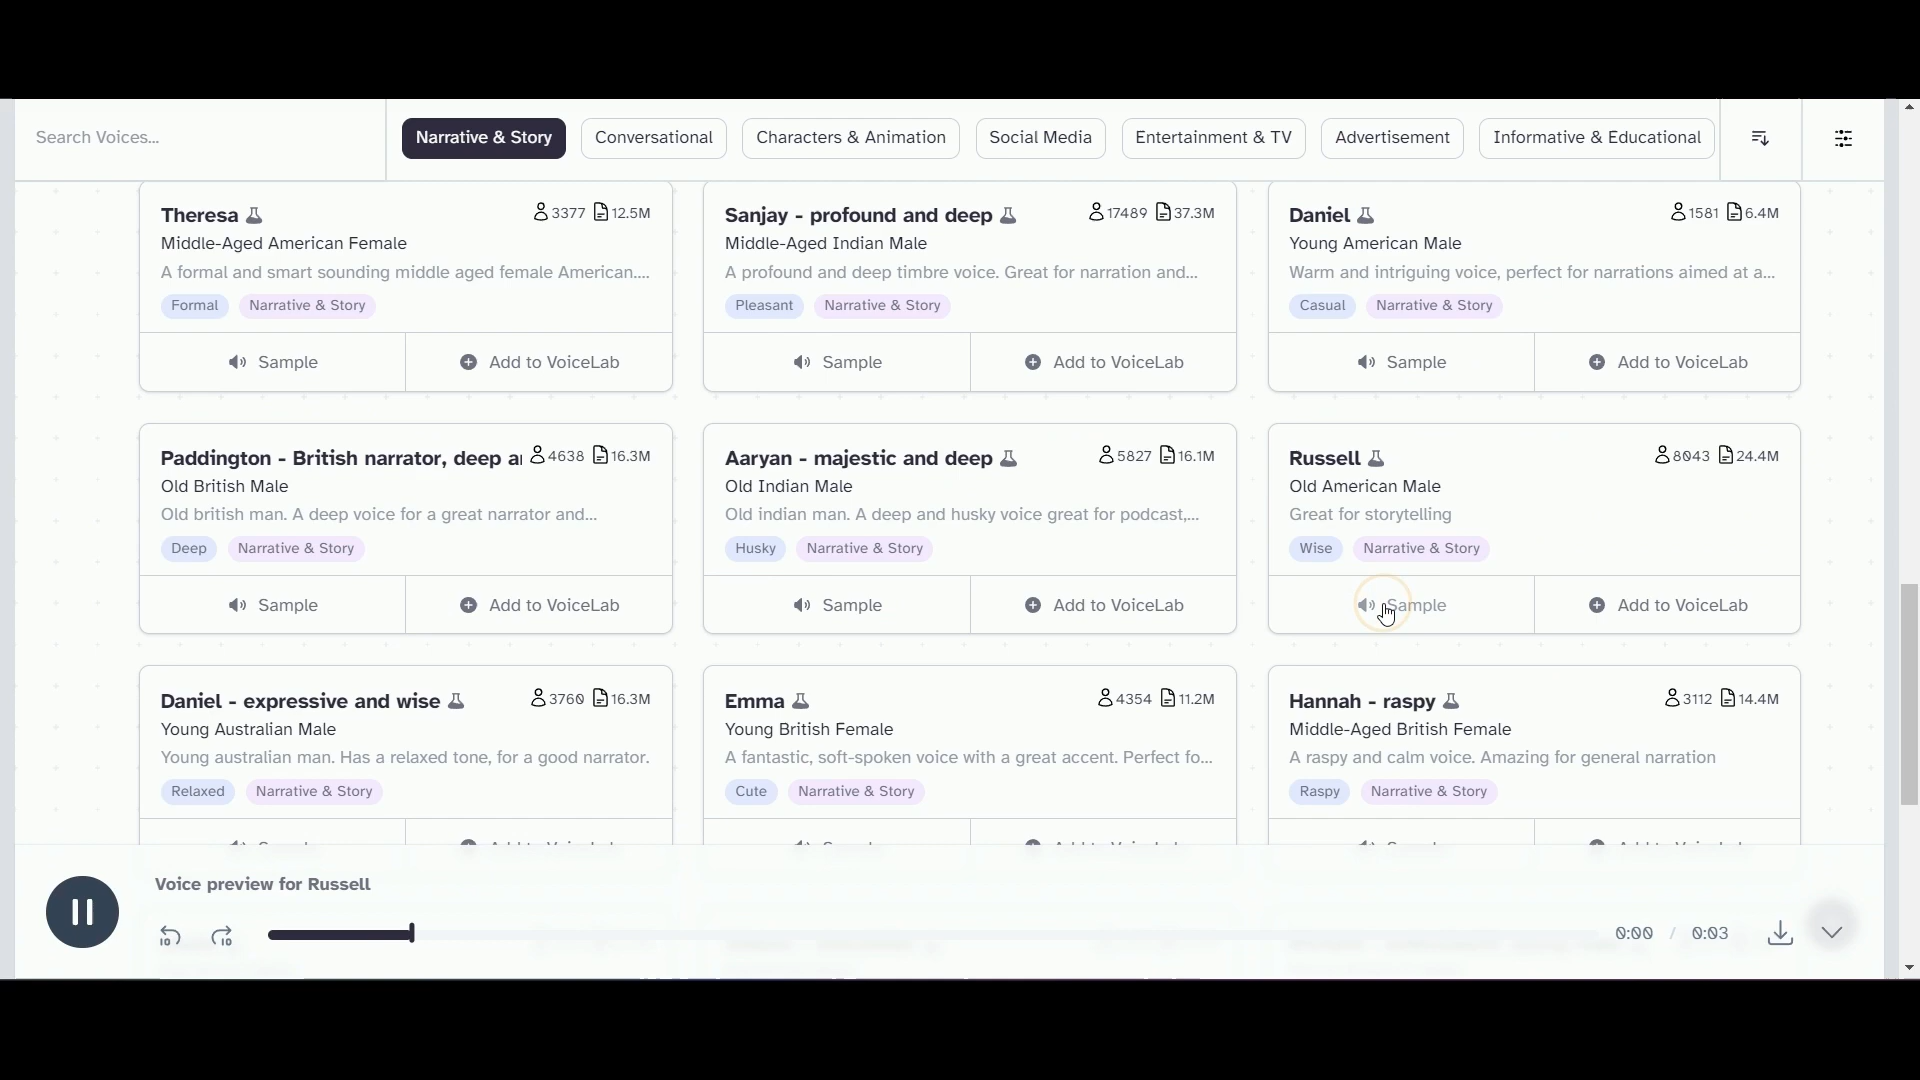 Search Voices...
Narrative & Story
Conversational
Characters & Animation
Social Media
Entertainment & TV
Advertisement
Informative & Educational
Theresa 3377 12.5M
Middle-Aged American Female
A formal and smart sounding middle aged female American....
Formal Narrative & Story
Sample Add to VoiceLab
Sanjay - profound and deep 17489 37.3M
Middle-Aged Indian Male
A profound and deep timbre voice. Great for narration and...
Pleasant Narrative & Story
Sample Add to VoiceLab
Daniel 1581 6.4M
Young American Male
Warm and intriguing voice, perfect for narrations aimed at a...
Casual Narrative & Story
Sample Add to VoiceLab
Paddington - British narrator, deep a 4638 16.3M
Old British Male
Old british man. A deep voice for a great narrator and...
Deep Narrative & Story
Sample Add to VoiceLab
Aaryan - majestic and deep 5827 16.1M
Old Indian Male
Old indian man. A deep and husky voice great for podcast,...
Husky Narrative & Story
Sample Add to VoiceLab
Russell 8043 24.4M
Old American Male
Great for storytelling
Wise Narrative & Story
Sample Add to VoiceLab
Daniel - expressive and wise 3760 16.3M
Young Australian Male
Young australian man. Has a relaxed tone, for a good narrator.
Relaxed Narrative & Story
Emma 4354 11.2M
Young British Female
A fantastic, soft-spoken voice with a great accent. Perfect fo...
Cute Narrative & Story
Hannah - raspy 3112 14.4M
Middle-Aged British Female
A raspy and calm voice. Amazing for general narration
Raspy Narrative & Story
Voice preview for Russell
10 10 0:00 / 0:03